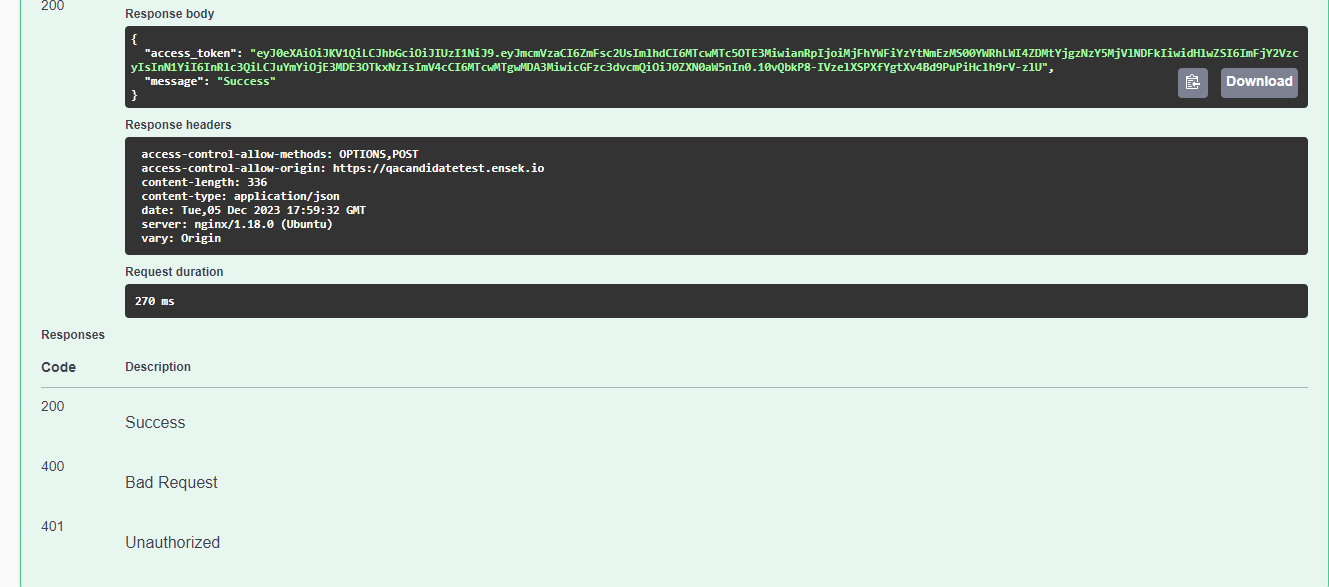 200
Response body
{
"access_token": "eyJ0eXAiOiJKV1QiLCJhbGciOiJIUzI1NiJ9.eyJmcmVzaCI6ZmFsc2UsImlhdCI6MTcwMTc5OTE3MiwianRpIjoiMjFhYWFiYzYtNmEzMS00YWRhLWI4ZDMtYjgzNzY5MjVlNDFkIiwidHlwZSI6ImFjY2Vzc
yIsInN1YiI6InRlc3QiLCJuYmYiOjE3MDE3OTkxNzIsImV4cCI6MTcwMTgwMDA3MiwicGFzc3dvcmQiOiJ0ZXN0aW5nIn0.10vQbkP8-IVzelXSPXfYgtXv4Bd9PuPiHclh9rV-zlU",
"message": "Success"
}
Download
Response headers
access-control-allow-methods: OPTIONS,POST
access-control-allow-origin: https://qacandidatetest.ensek.io
content-length: 336
content-type: application/json
date: Tue,05 Dec 2023 17:59:32 GMT
server: nginx/1.18.0 (Ubuntu)
vary: Origin
Request duration
270 ms
Responses
Code Description
200
Success
400
Bad Request
401
Unauthorized